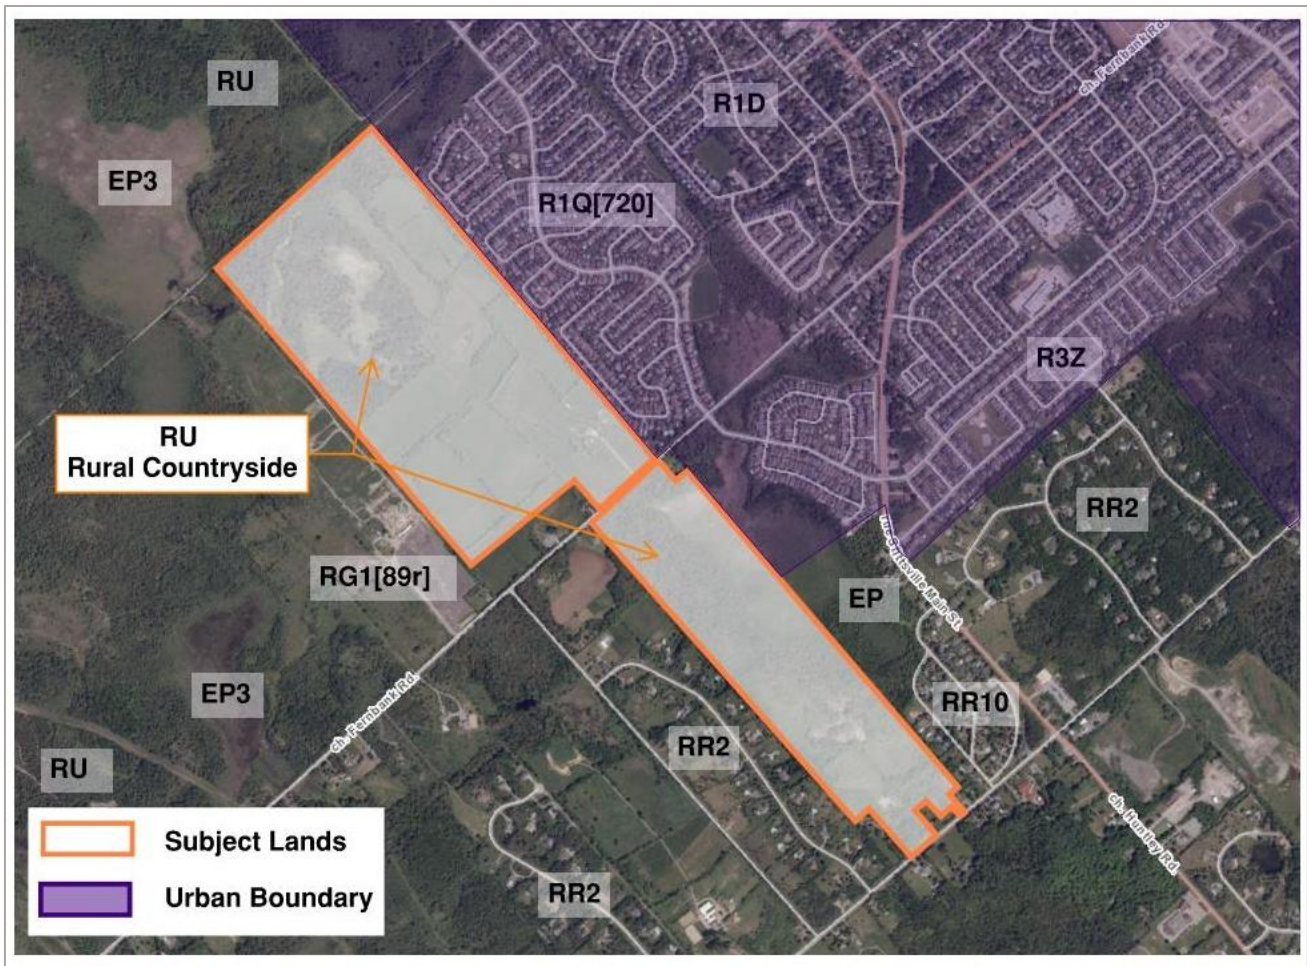 RU
R1D
ch. Fernbank Rd.
EP3
R1Q[720]
R3Z
RU
Rural Countryside
RR2
RG1[89r]
EP
Stittsville Main St.
EP3
RR10
ch. Fernbank Rd.
RR2
RU
ch. Huntley Rd.
RR2
Subject Lands
Urban Boundary